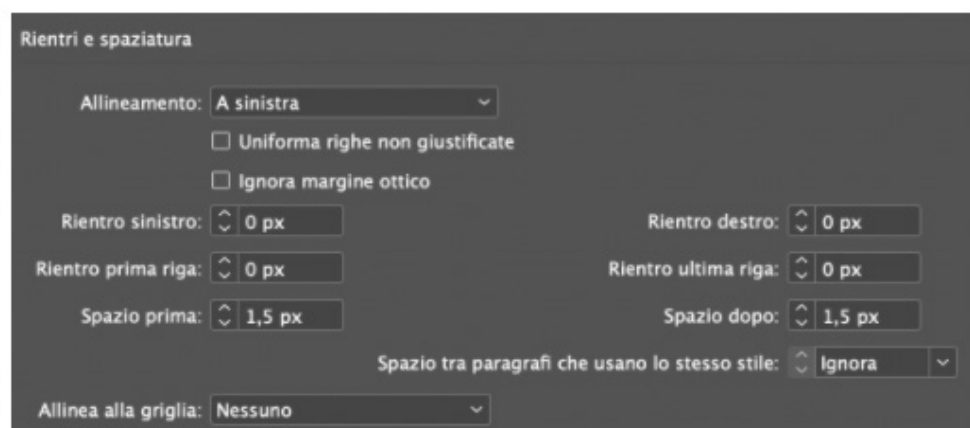 Rientri e spaziatura
Allineamento: A sinistra
Uniforma righe non giustificate
Ignora margine ottico
Rientro sinistro: 0 px Rientro destro: 0 px
Rientro prima riga: 0 px Rientro ultima riga: 0 px
Spazio prima: 1,5 px Spazio dopo: 1,5 px
Spazio tra paragrafi che usano lo stesso stile: Ignora
Allinea alla griglia: Nessuno